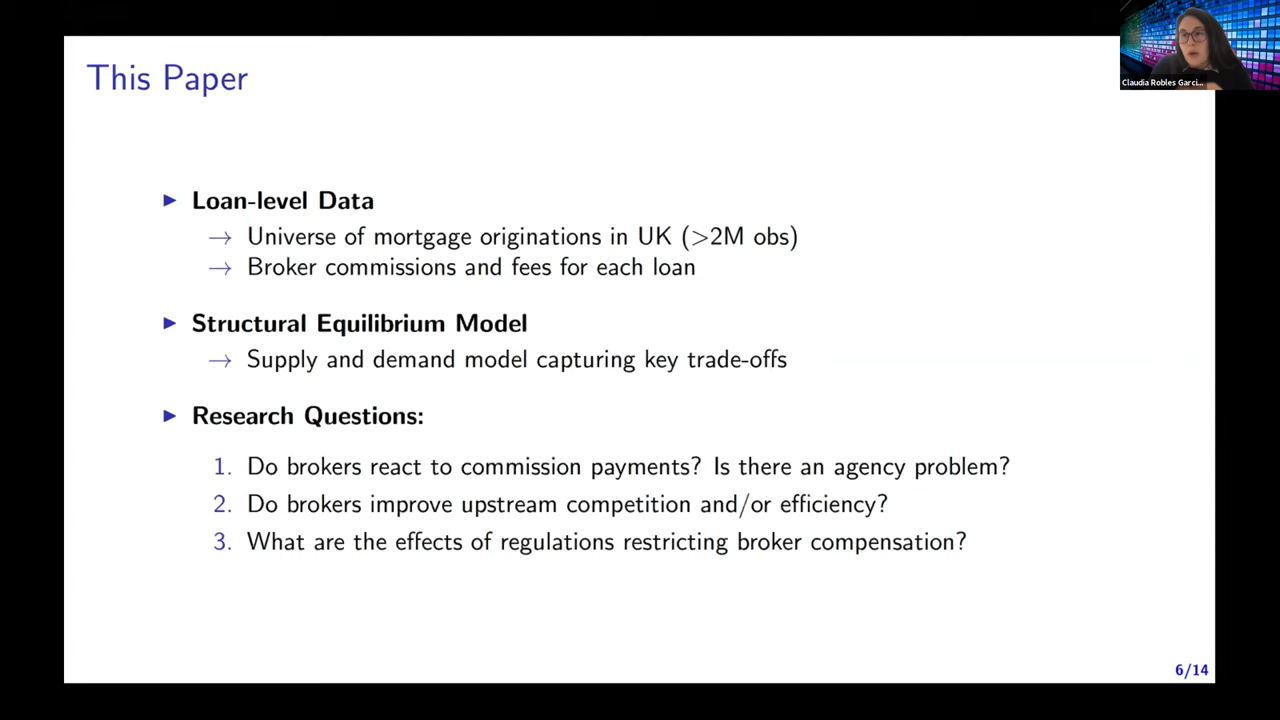 This Paper
Claudia Robles Garci...
▶ Loan-level Data
→ Universe of mortgage originations in UK (>2M obs)
→ Broker commissions and fees for each loan
▶ Structural Equilibrium Model
→ Supply and demand model capturing key trade-offs
▶ Research Questions:
1. Do brokers react to commission payments? Is there an agency problem?
2. Do brokers improve upstream competition and/or efficiency?
3. What are the effects of regulations restricting broker compensation?
6/14